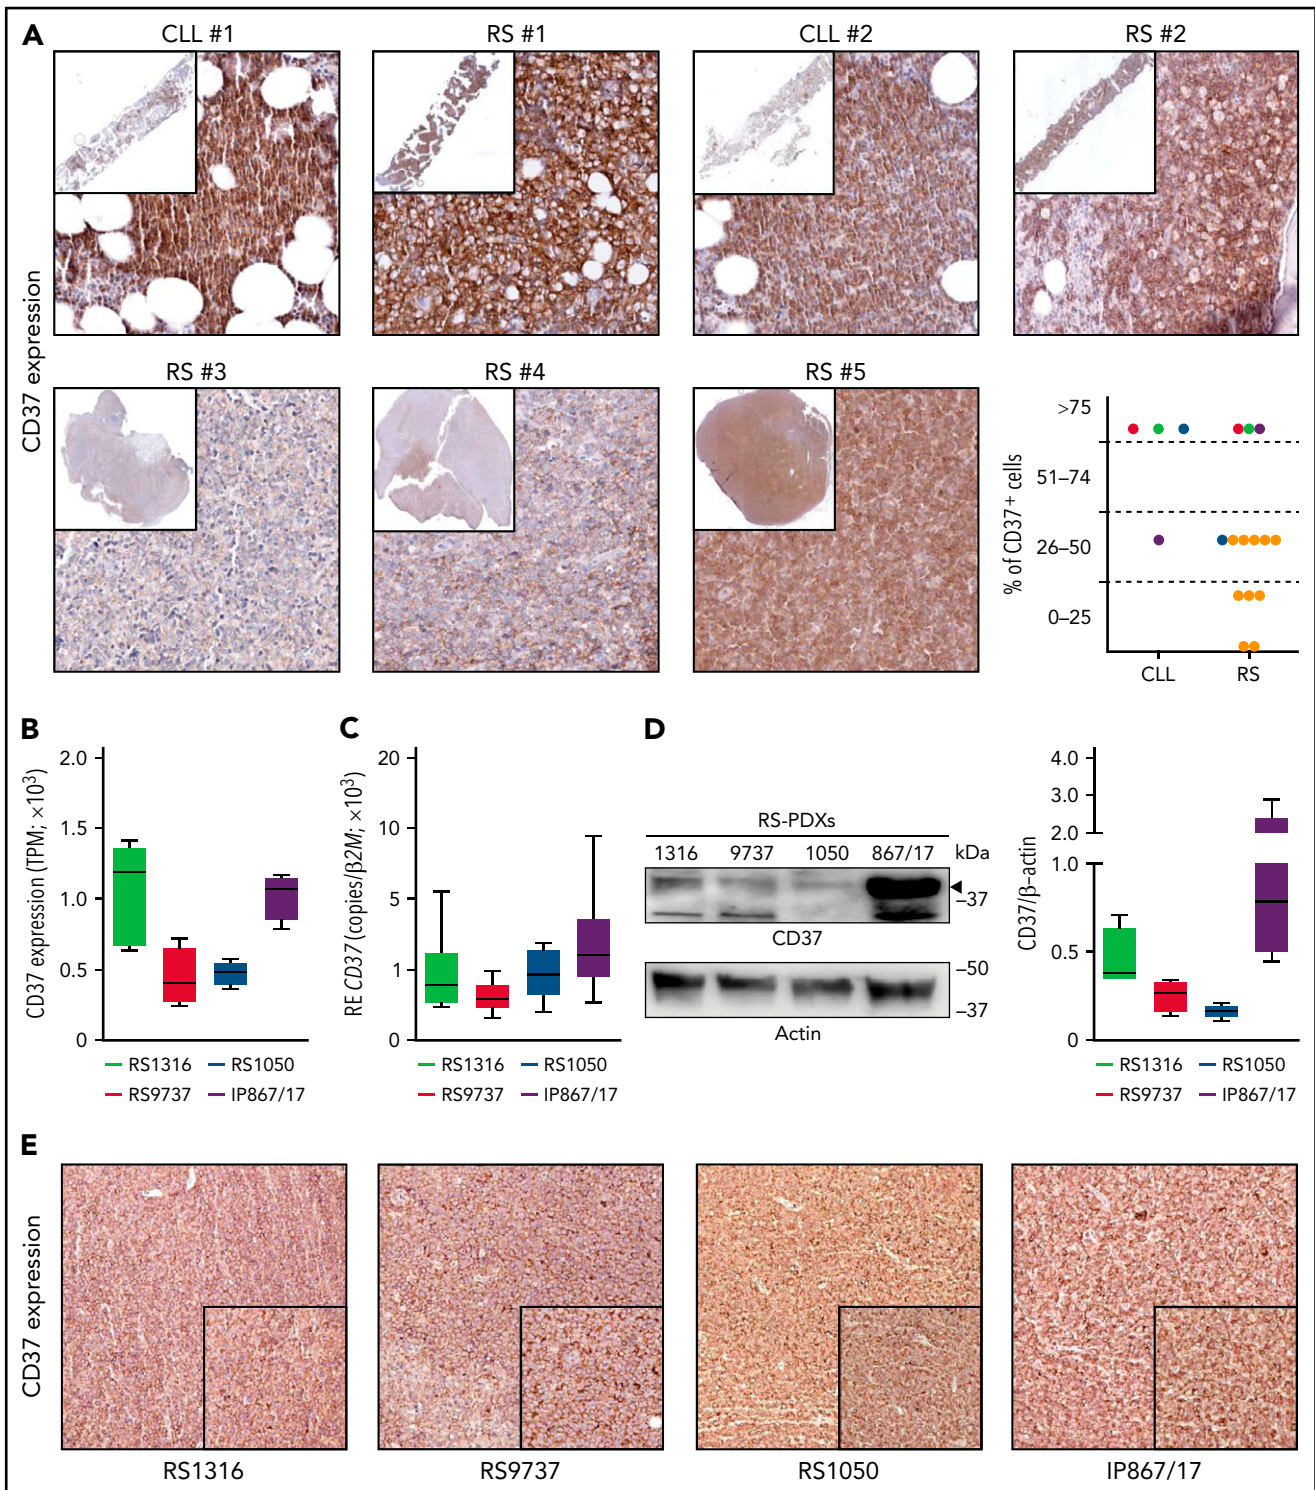 A
CLL #1
RS #1
CLL #2
RS #2
CD37 expression
RS #3
RS #4
RS #5
% of CD37+ cells
>75
51–74
26–50
0–25
CLL
RS
B
CD37 expression (TPM; ×10³)
2.0
1.5
1.0
0.5
0
RS1316
RS1050
RS9737
IP867/17
C
RE CD37 (copies/β2M; ×10³)
20
10
5
1
0
RS1316
RS1050
RS9737
IP867/17
D
RS-PDXs
1316 9737 1050 867/17 kDa
–37
CD37
–50
–37
Actin
CD37/β–actin
4.0
3.0
2.0
1.0
0.5
0
RS1316
RS1050
RS9737
IP867/17
E
CD37 expression
RS1316
RS9737
RS1050
IP867/17